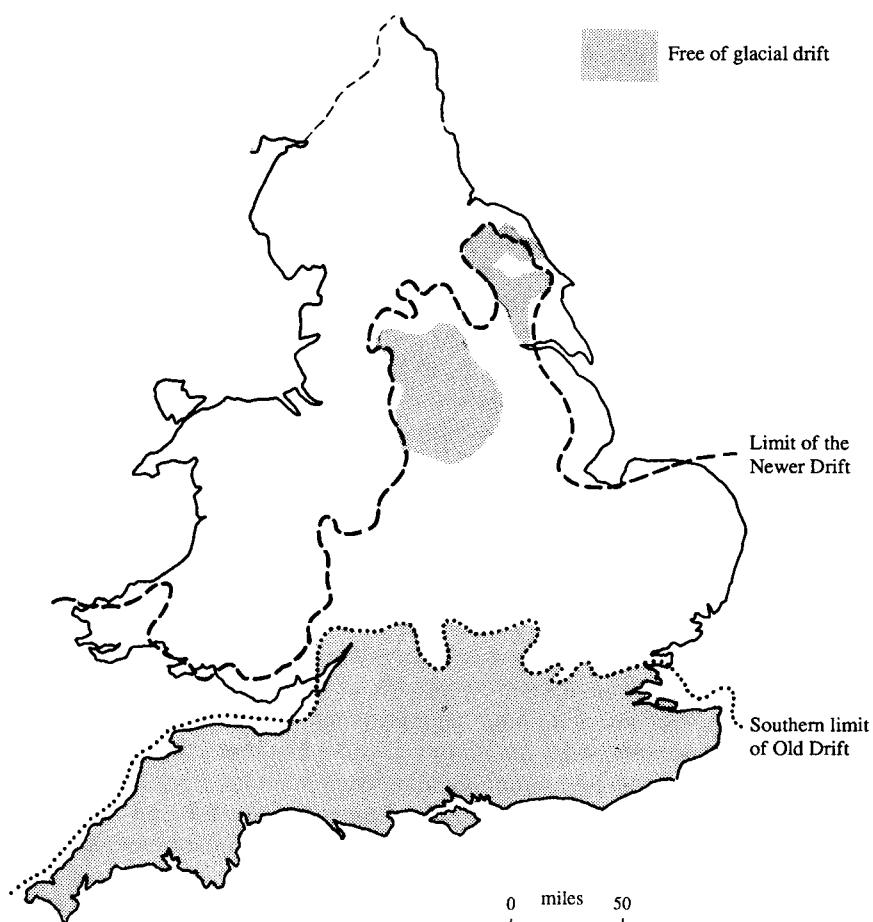 Free of glacial drift
Limit of the
Newer Drift
Southern limit
of Old Drift
0 miles 50